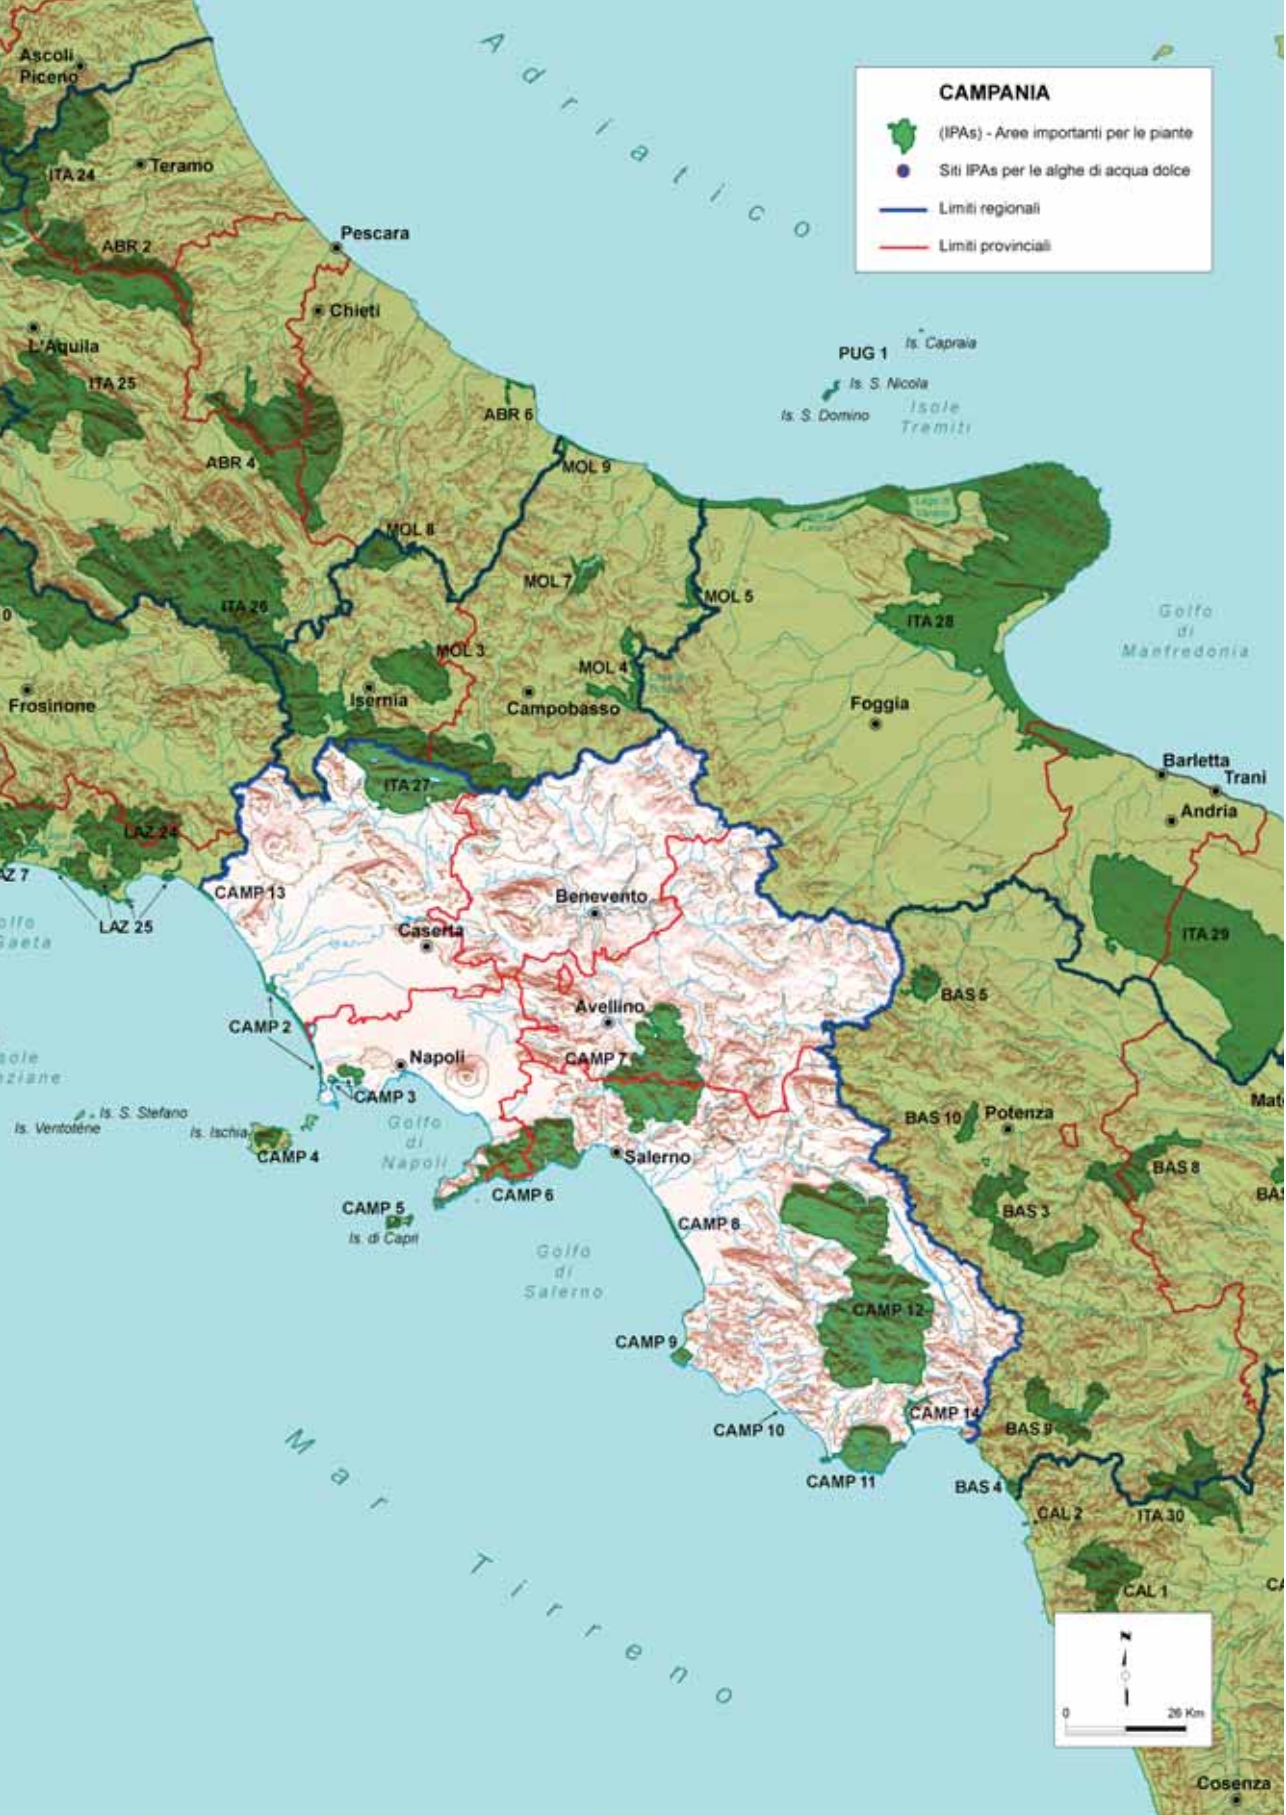 Adriatico
CAMPANIA
(IPAs) - Aree importanti per le piante
Siti IPAs per le alghe di acqua dolce
Limiti regionali
Limiti provinciali
Ascoli
Piceno
ITA 24
Teramo
ABR 2
Pescara
Chieti
L'Aquila
ITA 25
PUG 1
Is. Capraia
Is. S. Nicola
Is. S. Domino
Isole
Tremiti
ABR 6
ABR 4
MOL 9
MOL 8
MOL 7
MOL 5
ITA 26
ITA 28
Golfo
di
Manfredonia
0
MOL 3
MOL 4
Frosinone
Isernia
Campobasso
Foggia
Barletta
Trani
Andria
ITA 27
LAZ 24
AZ 7
CAMP 13
LAZ 25
Benevento
Caserta
ITA 29
BAS 5
CAMP 2
Avellino
CAMP 7
Napoli
CAMP 3
Is. S. Stefano
Is. Ventotene
Is. Ischia
CAMP 4
Golfo
di
Napoli
BAS 10
Potenza
Mat
Salerno
BAS 8
BAS
CAMP 6
CAMP 5
Is. di Capri
CAMP 8
BAS 3
Golfo
di
Salerno
CAMP 12
CAMP 9
CAMP 10
CAMP 14
BAS 9
CAMP 11
BAS 4
CAL 2
ITA 30
CAL 1
CA
Mar
Tirreno
N
0 26 Km
Cosenza